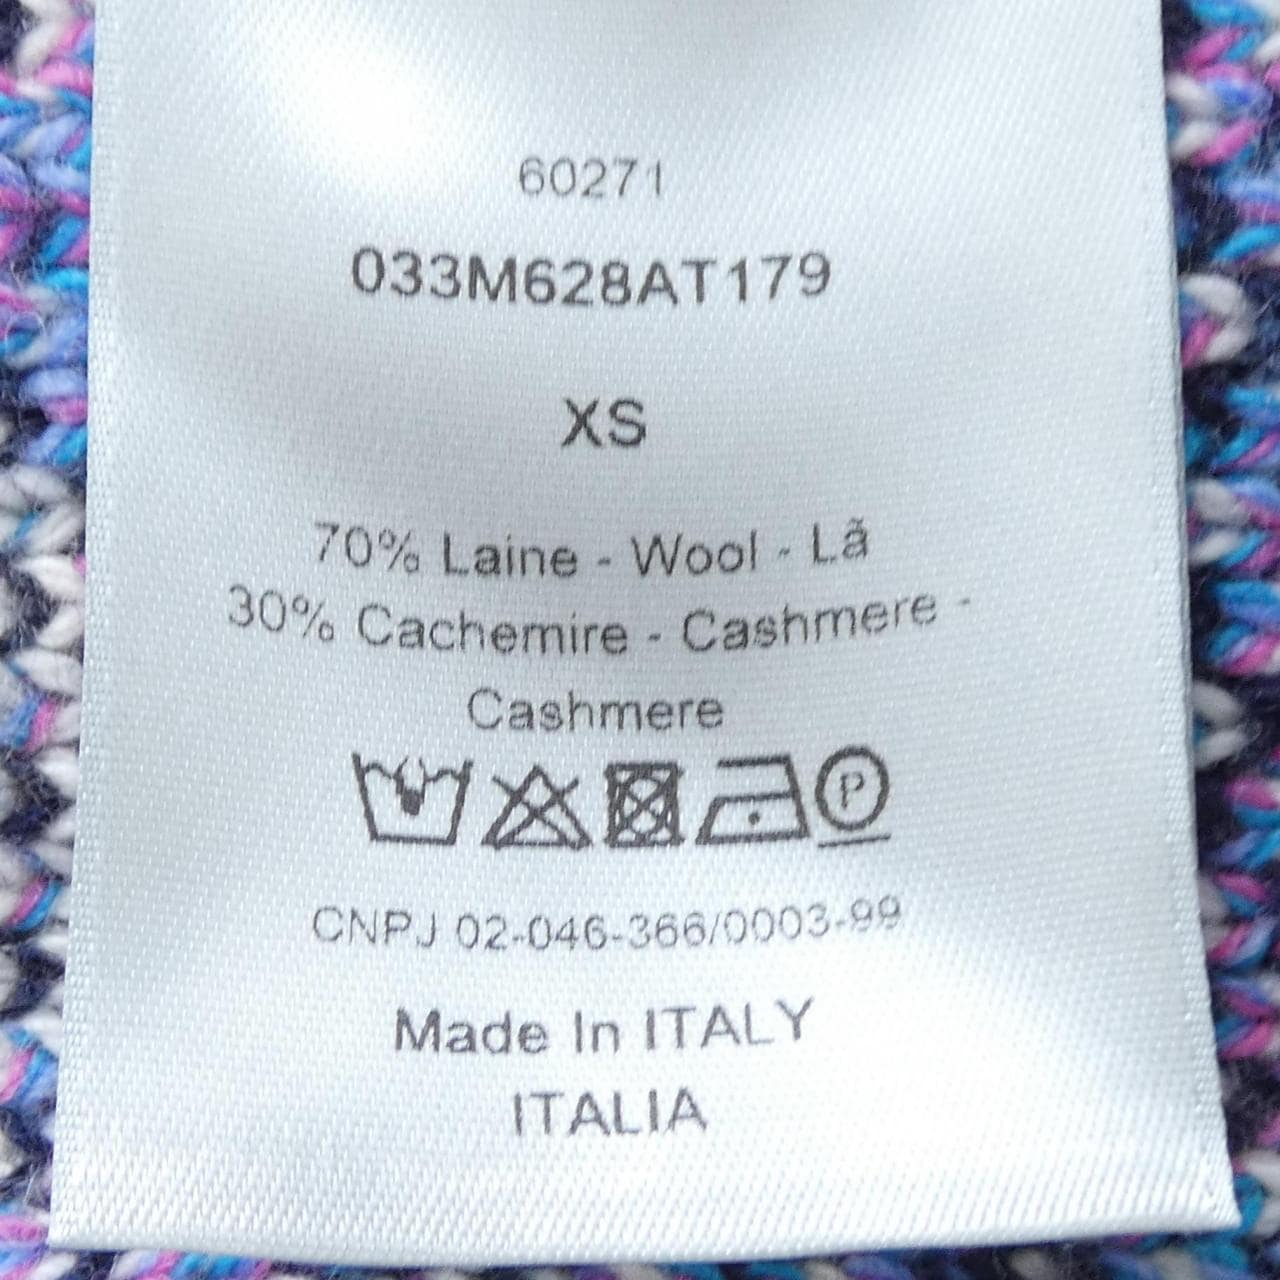 60271
033M628AT179
XS
70% Laine - Wool - Lã
30% Cachemire - Cashmere -
Cashmere
P
CNPJ 02-046-366/0003-99
Made In ITALY
ITALIA